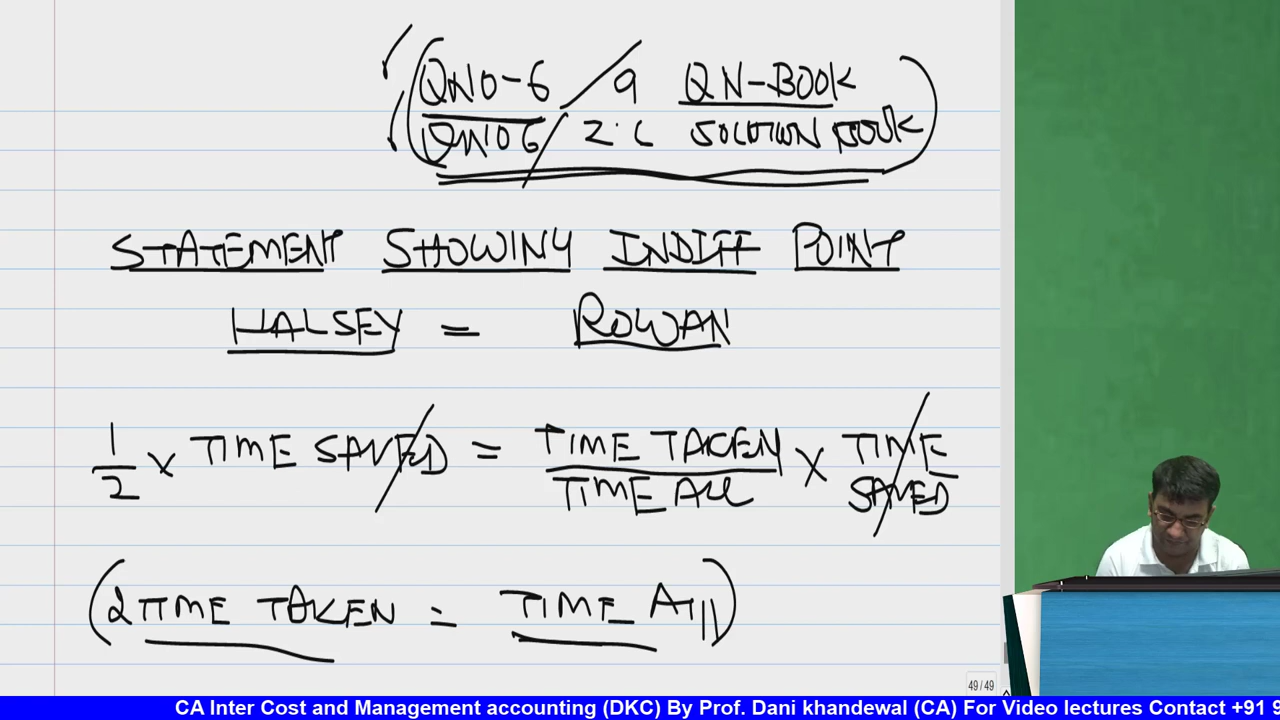 QNO-6 / 9 QN-BOOK
QNO 6 / 2.C SOLUTION BOOK
STATEMENT SHOWING INDIFF POINT
HALSEY = ROWAN
1/2 × TIME SAVED = TIME TAKEN / TIME ALL × TIME SAVED
(2 TIME TAKEN = TIME All)
49/49
CA Inter Cost and Management accounting (DKC) By Prof. Dani khandewal (CA) For Video lectures Contact +91 9